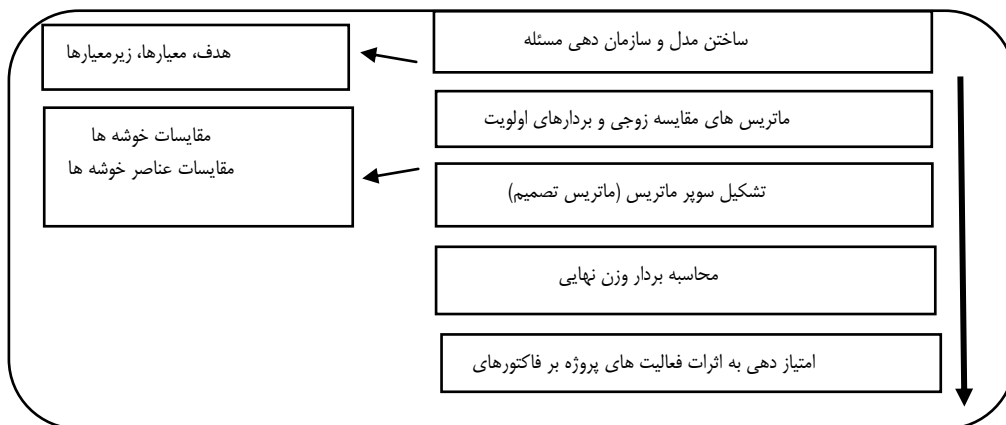 ساختن مدل و سازمان دهی مسئله
هدف، معیارها، زیرمعیارها
ماتریس های مقایسه زوجی و بردارهای اولویت
مقایسات خوشه ها
مقایسات عناصر خوشه ها
تشکیل سوپر ماتریس (ماتریس تصمیم)
محاسبه بردار وزن نهایی
امتیاز دهی به اثرات فعالیت های پروژه بر فاکتورهای